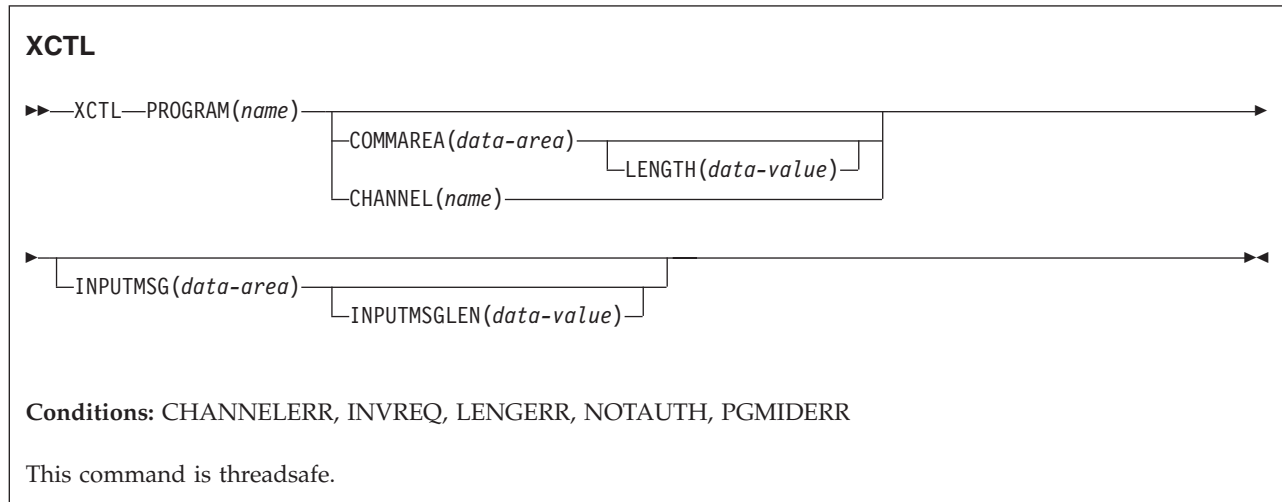 XCTL
XCTL PROGRAM(name)
COMMAREA(data-area)
LENGTH(data-value)
CHANNEL(name)
INPUTMSG(data-area)
INPUTMSGLEN(data-value)
Conditions: CHANNELERR, INVREQ, LENGERR, NOTAUTH, PGMIDERR
This command is threadsafe.